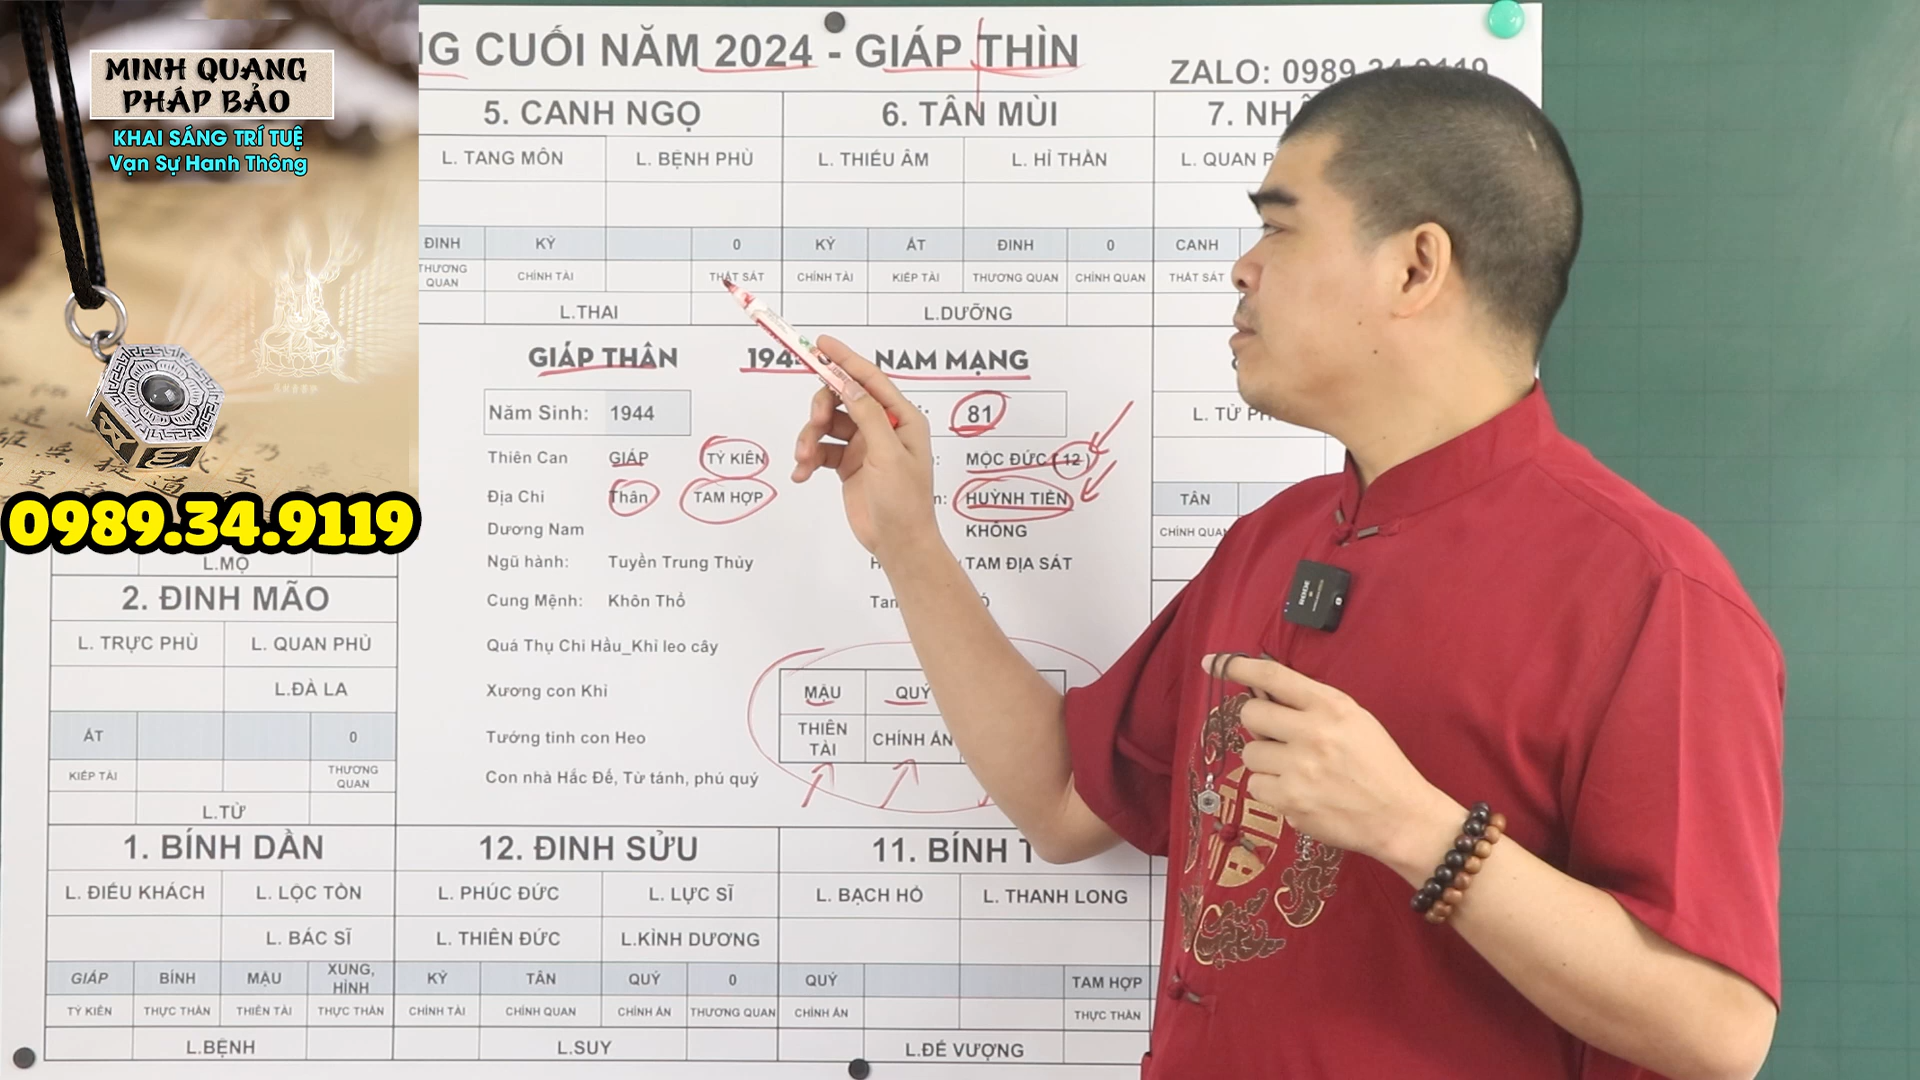 MINH QUANG
PHÁP BẢO
KHAI SÁNG TRÍ TUỆ
Vạn Sự Hanh Thông
0989.34.9119
CUỐI NĂM 2024 - GIÁP THÌN
ZALO: 0989.34.9119
5. CANH NGỌ
6. TÂN MÙI
L. TANG MÔN
L. BỆNH PHÙ
L. THIẾU ÂM
L. HỈ THẦN
L. QUAN
ĐINH
KỶ
0
KỶ
ẤT
ĐINH
0
CANH
THƯƠNG QUAN
CHÍNH TÀI
THẤT SÁT
CHÍNH TÀI
KIẾP TÀI
THƯƠNG QUAN
CHÍNH QUAN
THẤT SÁT
L.THAI
L.DƯỠNG
GIÁP THÂN
NAM MẠNG
Năm Sinh: 1944
81
Thiên Can GIÁP TỶ KIÊN
MỘC ĐỨC (12)
L. TỬ
Địa Chi Thân TAM HỢP
HUỲNH TIỀN
TÂN
Dương Nam
KHÔNG
CHÍNH QUAN
Ngũ hành: Tuyền Trung Thủy
TAM ĐỊA SÁT
Cung Mệnh: Khôn Thổ
Quá Thụ Chi Hầu_Khỉ leo cây
Xương con Khỉ
Tướng tinh con Heo
Con nhà Hắc Đế, Từ tánh, phú quý
MẬU
QUÝ
THIÊN TÀI
CHÍNH ẤN
L.MỘ
2. ĐINH MÃO
L. TRỰC PHÙ
L. QUAN PHỦ
L.ĐÀ LA
ẤT
0
KIẾP TÀI
THƯƠNG QUAN
L.TỬ
1. BÍNH DẦN
12. ĐINH SỬU
11. BÍNH
L. ĐIẾU KHÁCH
L. LỘC TỒN
L. PHÚC ĐỨC
L. LỰC SĨ
L. BẠCH HỔ
L. THANH LONG
L. BÁC SĨ
L. THIÊN ĐỨC
L.KÌNH DƯƠNG
GIÁP
BÍNH
MẬU
XUNG, HÌNH
KỶ
TÂN
QUÝ
0
QUÝ
TAM HỢP
TỶ KIÊN
THỰC THẦN
THIÊN TÀI
THỰC THẦN
CHÍNH TÀI
CHÍNH QUAN
CHÍNH ẤN
THƯƠNG QUAN
CHÍNH ẤN
THỰC THẦN
L.BỆNH
L.SUY
L.ĐẾ VƯỢNG